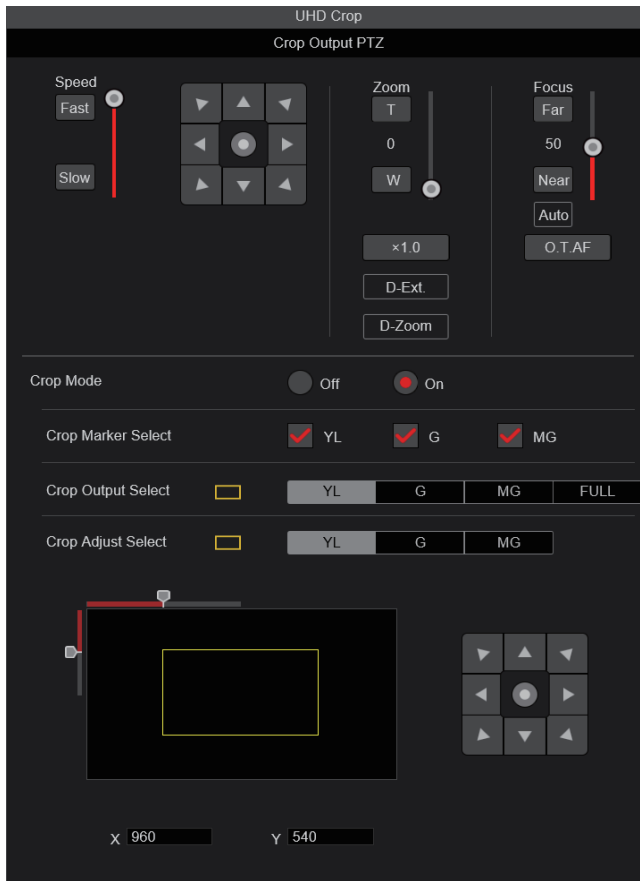 UHD Crop
Crop Output PTZ
Speed
Fast
Slow
Zoom
T
0
W
×1.0
D-Ext.
D-Zoom
Focus
Far
50
Near
Auto
O.T.AF
Crop Mode Off On
Crop Marker Select YL G MG
Crop Output Select YL G MG FULL
Crop Adjust Select YL G MG
X 960 Y 540